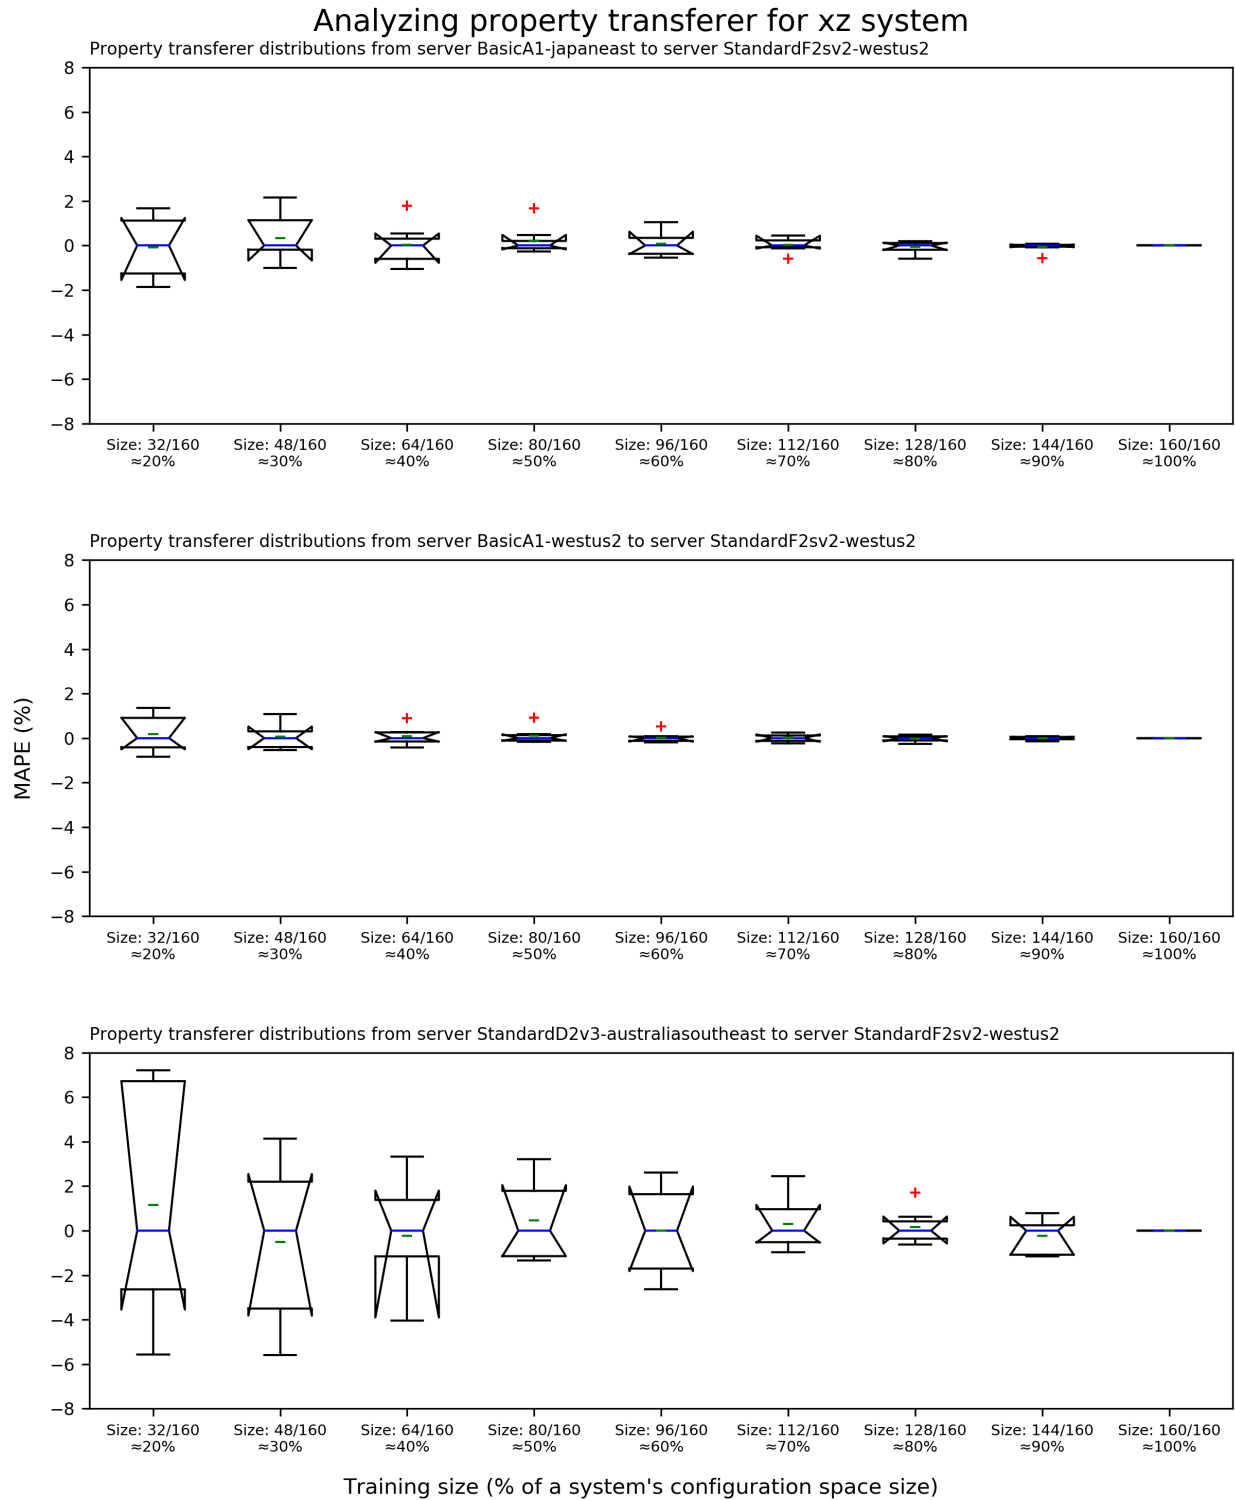 Analyzing property transferer for xz system
Property transferer distributions from server BasicA1-japaneast to server StandardF2sv2-westus2
8
6
4
2
0
−2
−4
−6
−8
Size: 32/160 Size: 48/160 Size: 64/160 Size: 80/160 Size: 96/160 Size: 112/160 Size: 128/160 Size: 144/160 Size: 160/160
≈20% ≈30% ≈40% ≈50% ≈60% ≈70% ≈80% ≈90% ≈100%
Property transferer distributions from server BasicA1-westus2 to server StandardF2sv2-westus2
8
6
4
2
0
−2
−4
−6
−8
MAPE (%)
Size: 32/160 Size: 48/160 Size: 64/160 Size: 80/160 Size: 96/160 Size: 112/160 Size: 128/160 Size: 144/160 Size: 160/160
≈20% ≈30% ≈40% ≈50% ≈60% ≈70% ≈80% ≈90% ≈100%
Property transferer distributions from server StandardD2v3-australiasoutheast to server StandardF2sv2-westus2
8
6
4
2
0
−2
−4
−6
−8
Size: 32/160 Size: 48/160 Size: 64/160 Size: 80/160 Size: 96/160 Size: 112/160 Size: 128/160 Size: 144/160 Size: 160/160
≈20% ≈30% ≈40% ≈50% ≈60% ≈70% ≈80% ≈90% ≈100%
Training size (% of a system's configuration space size)